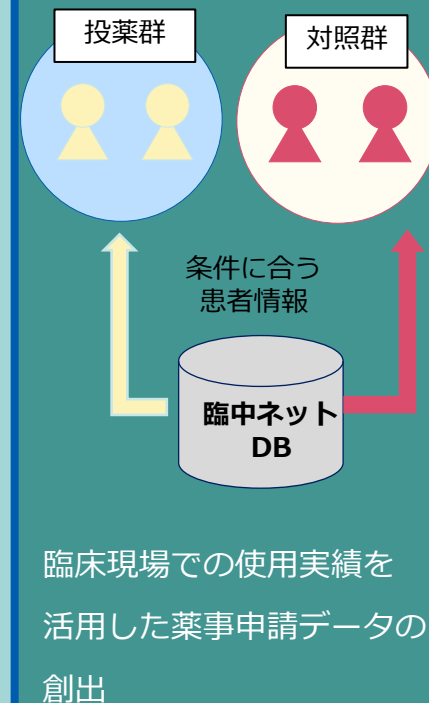 投薬群
対照群
条件に合う
患者情報
臨中ネット
DB
臨床現場での使用実績を
活用した薬事申請データの
創出